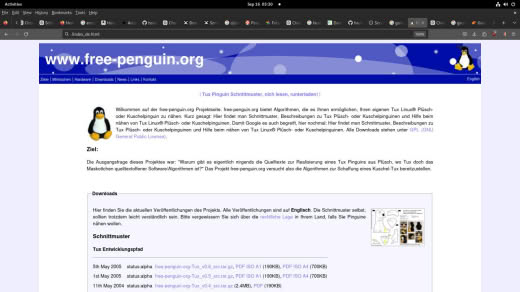 Activities
Sep 16 05:30
File Edit View History Bookmarks Tools Help
/index_de.html
www.free-penguin.org
Ziele | Mitmachen | Hardware | Downloads | News | Links | Kontakt
English
! Tux Pinguin Schnittmuster, nicht lesen, runterladen! !
Willkommen auf der free-penguin.org Projektseite. free-penguin.org bietet Algorithmen, die es Ihnen ermöglichen, Ihren eigenen Tux Linux® Plüsch-
oder Kuschelpinguin zu nähen. Kurz gesagt: Hier findet man Schnittmuster, Beschreibungen zu Tux Plüsch- oder Kuschelpinguinen und Hilfe beim
nähen von Tux Linux® Plüsch- oder Kuschelpinguinen. Damit Google es auch begreift, hier nochmal: Hier findet man Schnittmuster, Beschreibungen zu
Tux Plüsch- oder Kuschelpinguinen und Hilfe beim nähen von Tux Linux® Plüsch- oder Kuschelpinguinen. Alle Downloads stehen unter GPL (GNU
General Public License).
Ziel:
Die Ausgangsfrage dieses Projektes war: "Warum gibt es eigentlich nirgends die Quelltexte zur Realisierung eines Tux Pinguins aus Plüsch, wo Tux doch das
Maskottchen quelltextoffener Software/Algorithmen ist?" Das Projekt free-penguin.org versucht also die Algorithmen zur Schaffung eines Kuschel-Tux bereitzustellen.
Downloads
Hier finden Sie die aktuellen Veröffentlichungen des Projekts. Alle Veröffentlichungen sind auf Englisch. Die Schnittmuster selbst,
sollten trotzdem leicht verständlich sein. Bitte vergewissern Sie sich über die rechtliche Lage in Ihrem Land, falls Sie Pinguine
nähen wollen.
Schnittmuster
Tux Entwicklungspfad
5th May 2005 status:alpha free-penguin-org-Tux_v0.6_src.tar.gz, PDF ISO A1 (190KB), PDF ISO A4 (700KB)
1st May 2005 status:alpha free-penguin-org-Tux_v0.5_src.tar.gz, PDF ISO A1 (190KB), PDF ISO A4 (700KB)
11th May 2004 status:alpha free-penguin-org-Tux_v0.4_src.tar.gz (2.4MB), PDF (190KB)